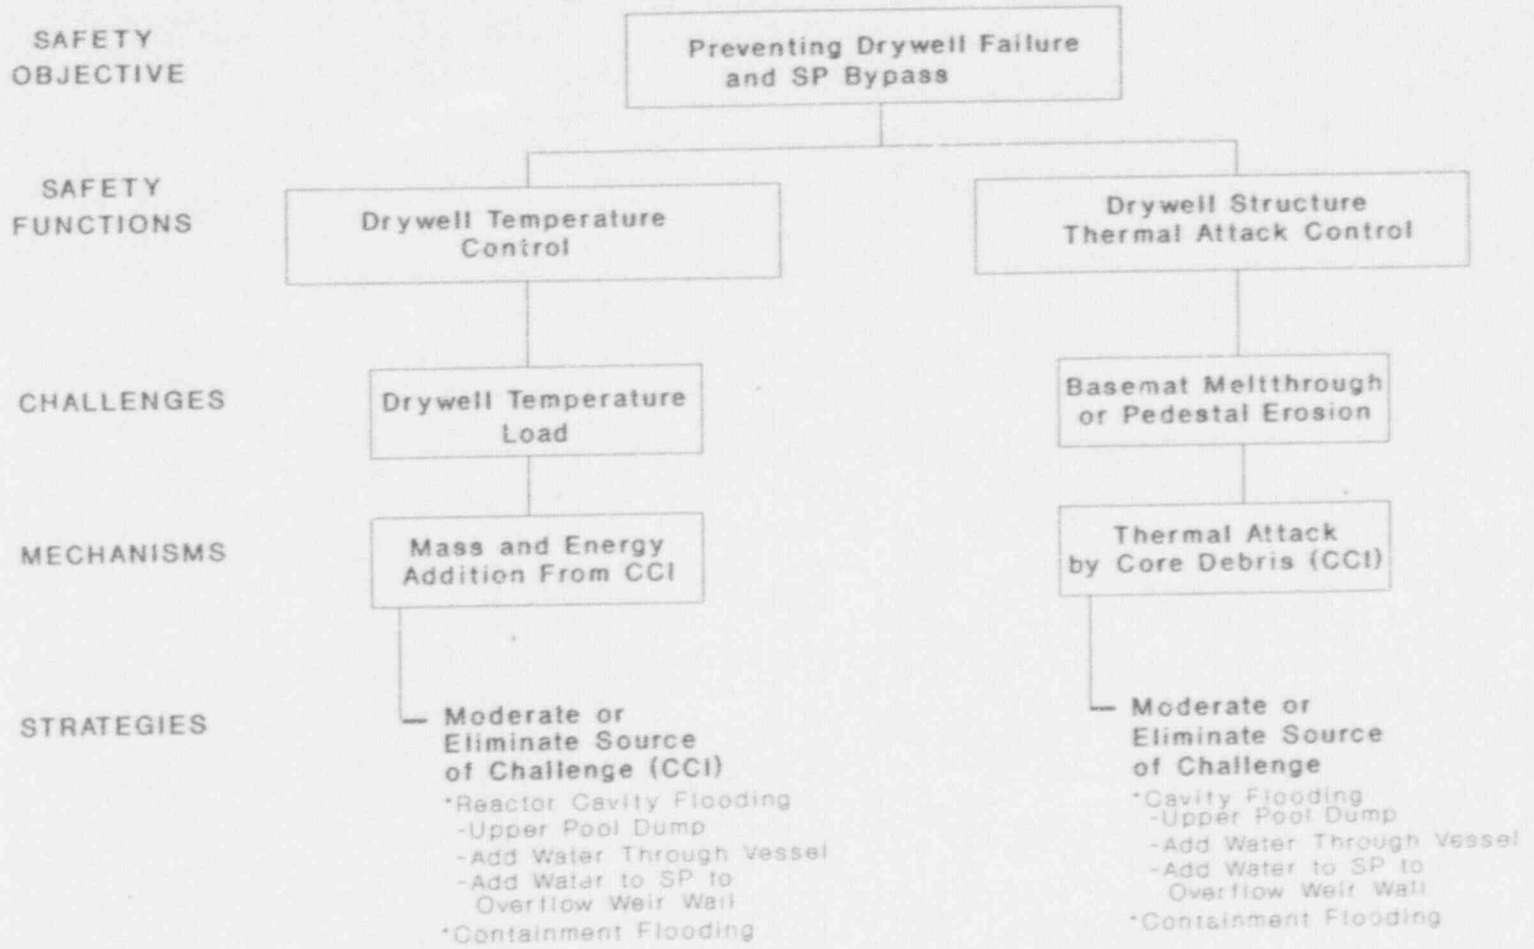 SAFETY
OBJECTIVE
Preventing Drywell Failure
and SP Bypass
SAFETY
FUNCTIONS
Drywell Temperature
Control
Drywell Structure
Thermal Attack Control
CHALLENGES
Drywell Temperature
Load
Basemat Meltthrough
or Pedestal Erosion
MECHANISMS
Mass and Energy
Addition From CCI
Thermal Attack
by Core Debris (CCI)
STRATEGIES
— Moderate or
Eliminate Source
of Challenge (CCI)
*Reactor Cavity Flooding
-Upper Pool Dump
-Add Water Through Vessel
-Add Water to SP to
Overflow Weir Wall
*Containment Flooding
— Moderate or
Eliminate Source
of Challenge
*Cavity Flooding
-Upper Pool Dump
-Add Water Through Vessel
-Add Water to SP to
Overflow Weir Wall
*Containment Flooding